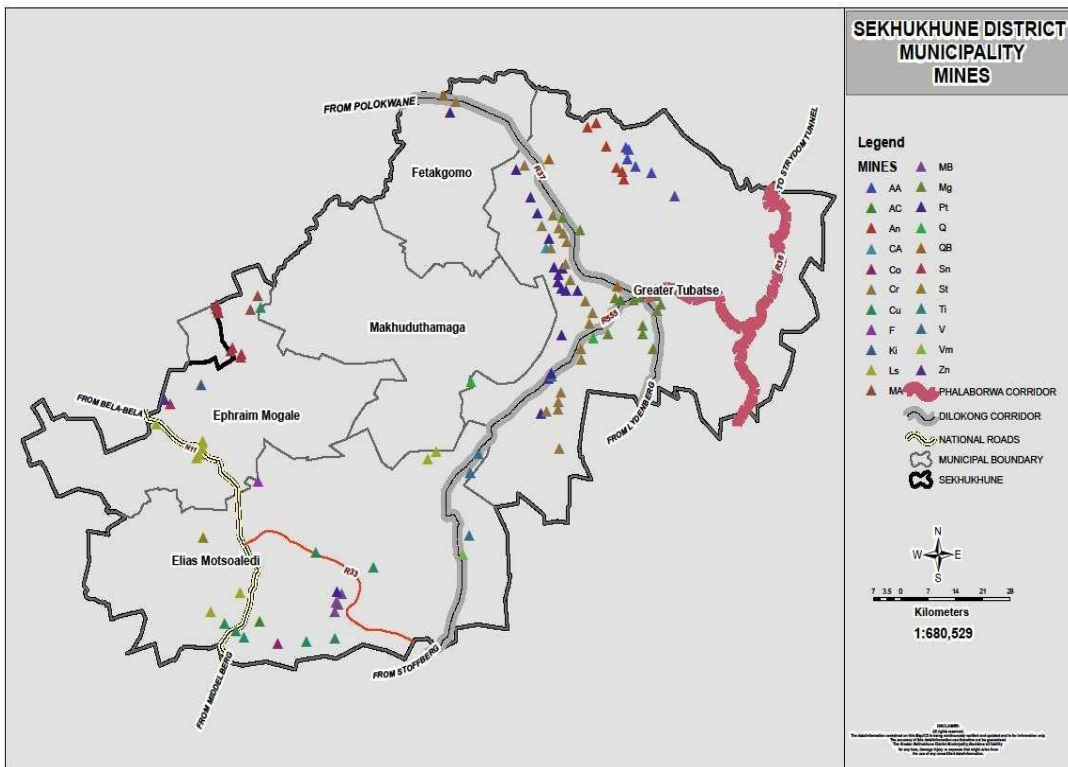 SEKHUKHUNE DISTRICT
MUNICIPALITY
MINES
FROM POLOKWANE
TO STRYDOM TUNNEL
Fetakgomo
R37
R36
Greater Tubatse
R555
Makhuduthamaga
FROM BELA-BELA
Ephraim Mogale
FROM LYDENBERG
N11
Elias Motsoaledi
R33
FROM STOFFBERG
FROM MIDDELBERG
Legend
MINES
AA
AC
An
CA
Co
Cr
Cu
F
Ki
Ls
MA
MB
Mg
Pt
Q
QB
Sn
St
Ti
V
Vm
Zn
PHALABORWA CORRIDOR
DILOKONG CORRIDOR
NATIONAL ROADS
MUNICIPAL BOUNDARY
SEKHUKHUNE
N
W E
S
7 3.5 0 7 14 21 28
Kilometers
1:680,529
DISCLAIMER:
All rights reserved.